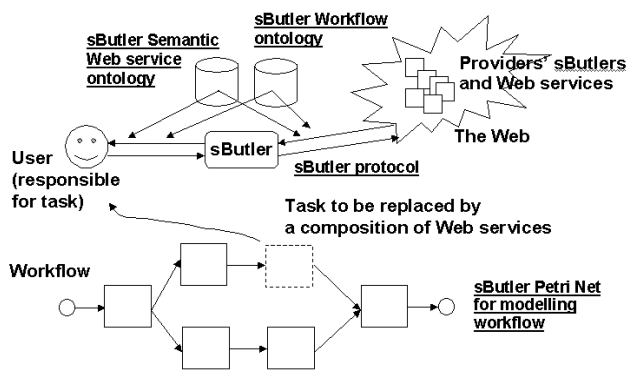 sButler Semantic
Web service
ontology
sButler Workflow
ontology
Providers' sButlers
and Web services
The Web
User
(responsible
for task)
sButler
sButler protocol
Task to be replaced by
a composition of Web services
Workflow
sButler Petri Net
for modelling
workflow